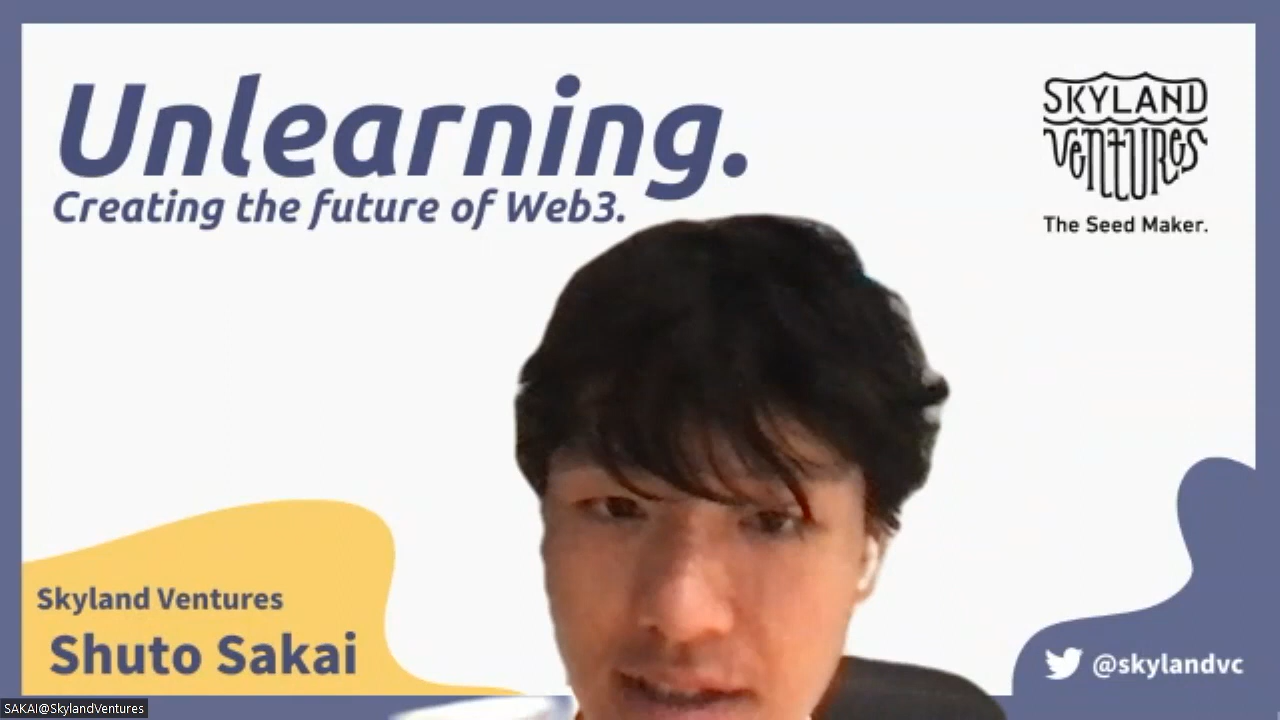 Unlearning.
Creating the future of Web3.
SKYLAND
VENTURES
The Seed Maker.
Skyland Ventures
Shuto Sakai
@skylandvc
SAKAI@SkylandVentures